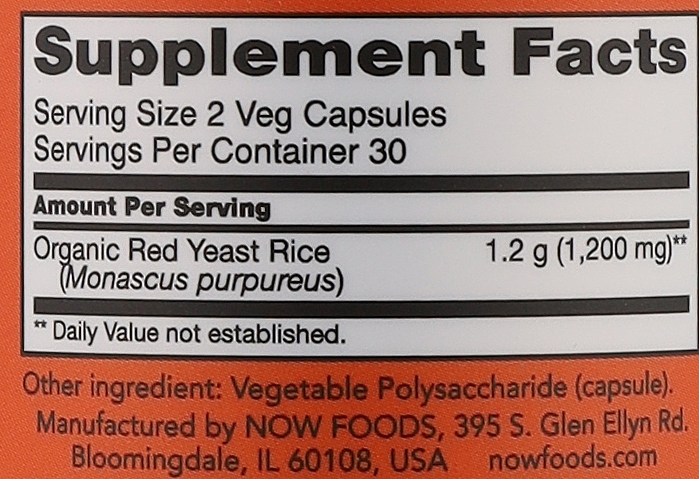 Supplement Facts
Serving Size 2 Veg Capsules
Servings Per Container 30
Amount Per Serving
Organic Red Yeast Rice 1.2 g (1,200 mg)**
(Monascus purpureus)
** Daily Value not established.
Other ingredient: Vegetable Polysaccharide (capsule).
Manufactured by NOW FOODS, 395 S. Glen Ellyn Rd.
Bloomingdale, IL 60108, USA nowfoods.com